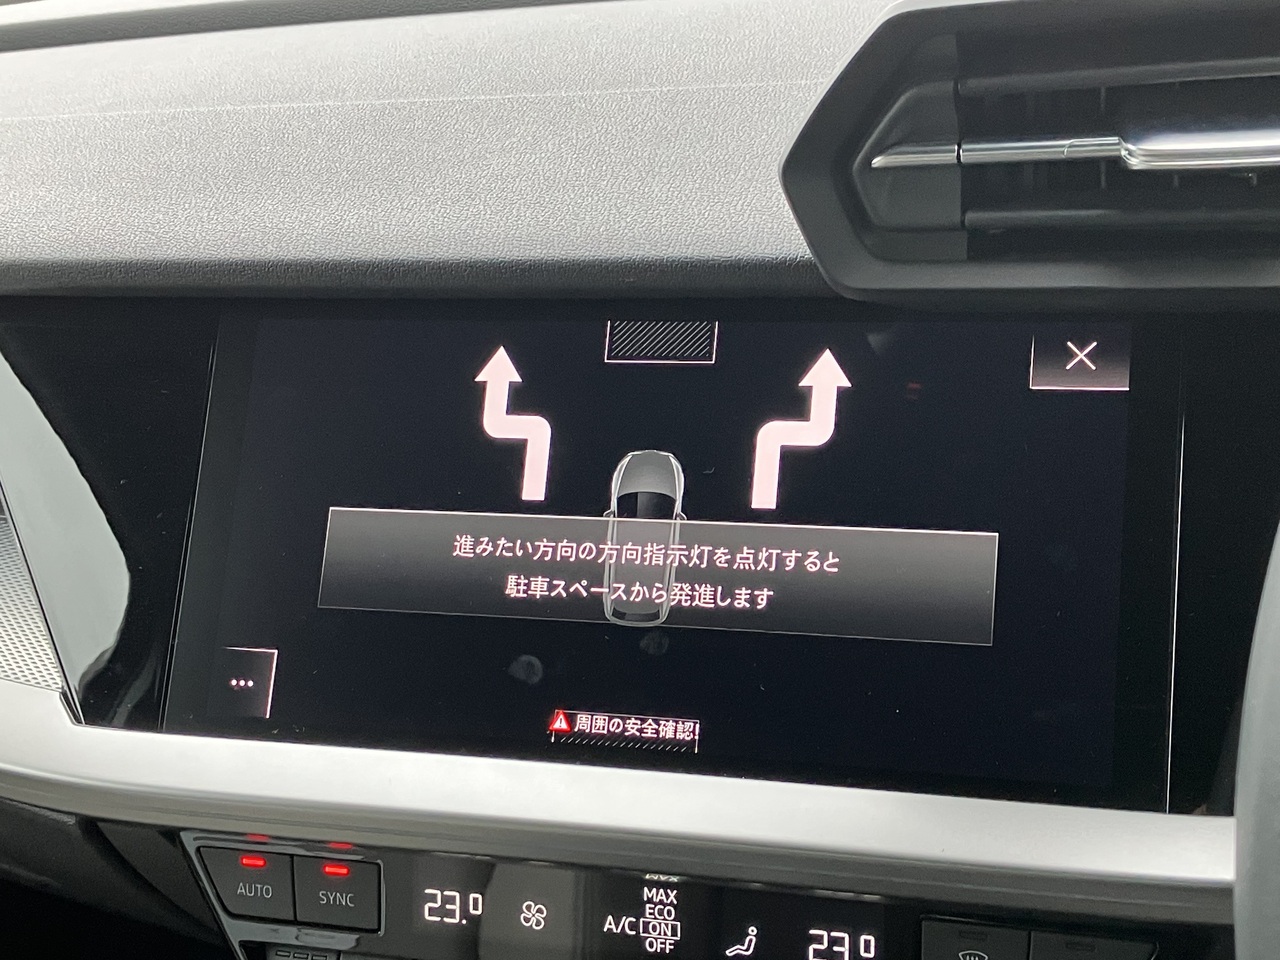 進みたい方向の方向指示灯を点灯すると
駐車スペースから発進します
周囲の安全確認!
AUTO
SYNC
23.0
MAX
ECO
A/C ON
OFF
23.0